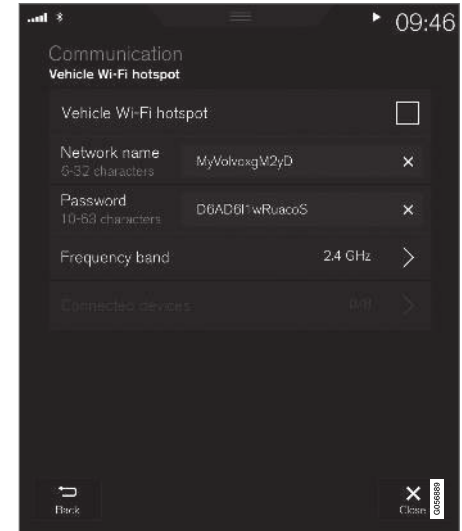 09:46
Communication
Vehicle Wi-Fi hotspot
Vehicle Wi-Fi hotspot
Network name
6-32 characters
MyVolvoxgM2yD
Password
10-63 characters
D6AD6I1wRuacoS
Frequency band
2.4 GHz
Connected devices
0/8
Back
Close
G056889